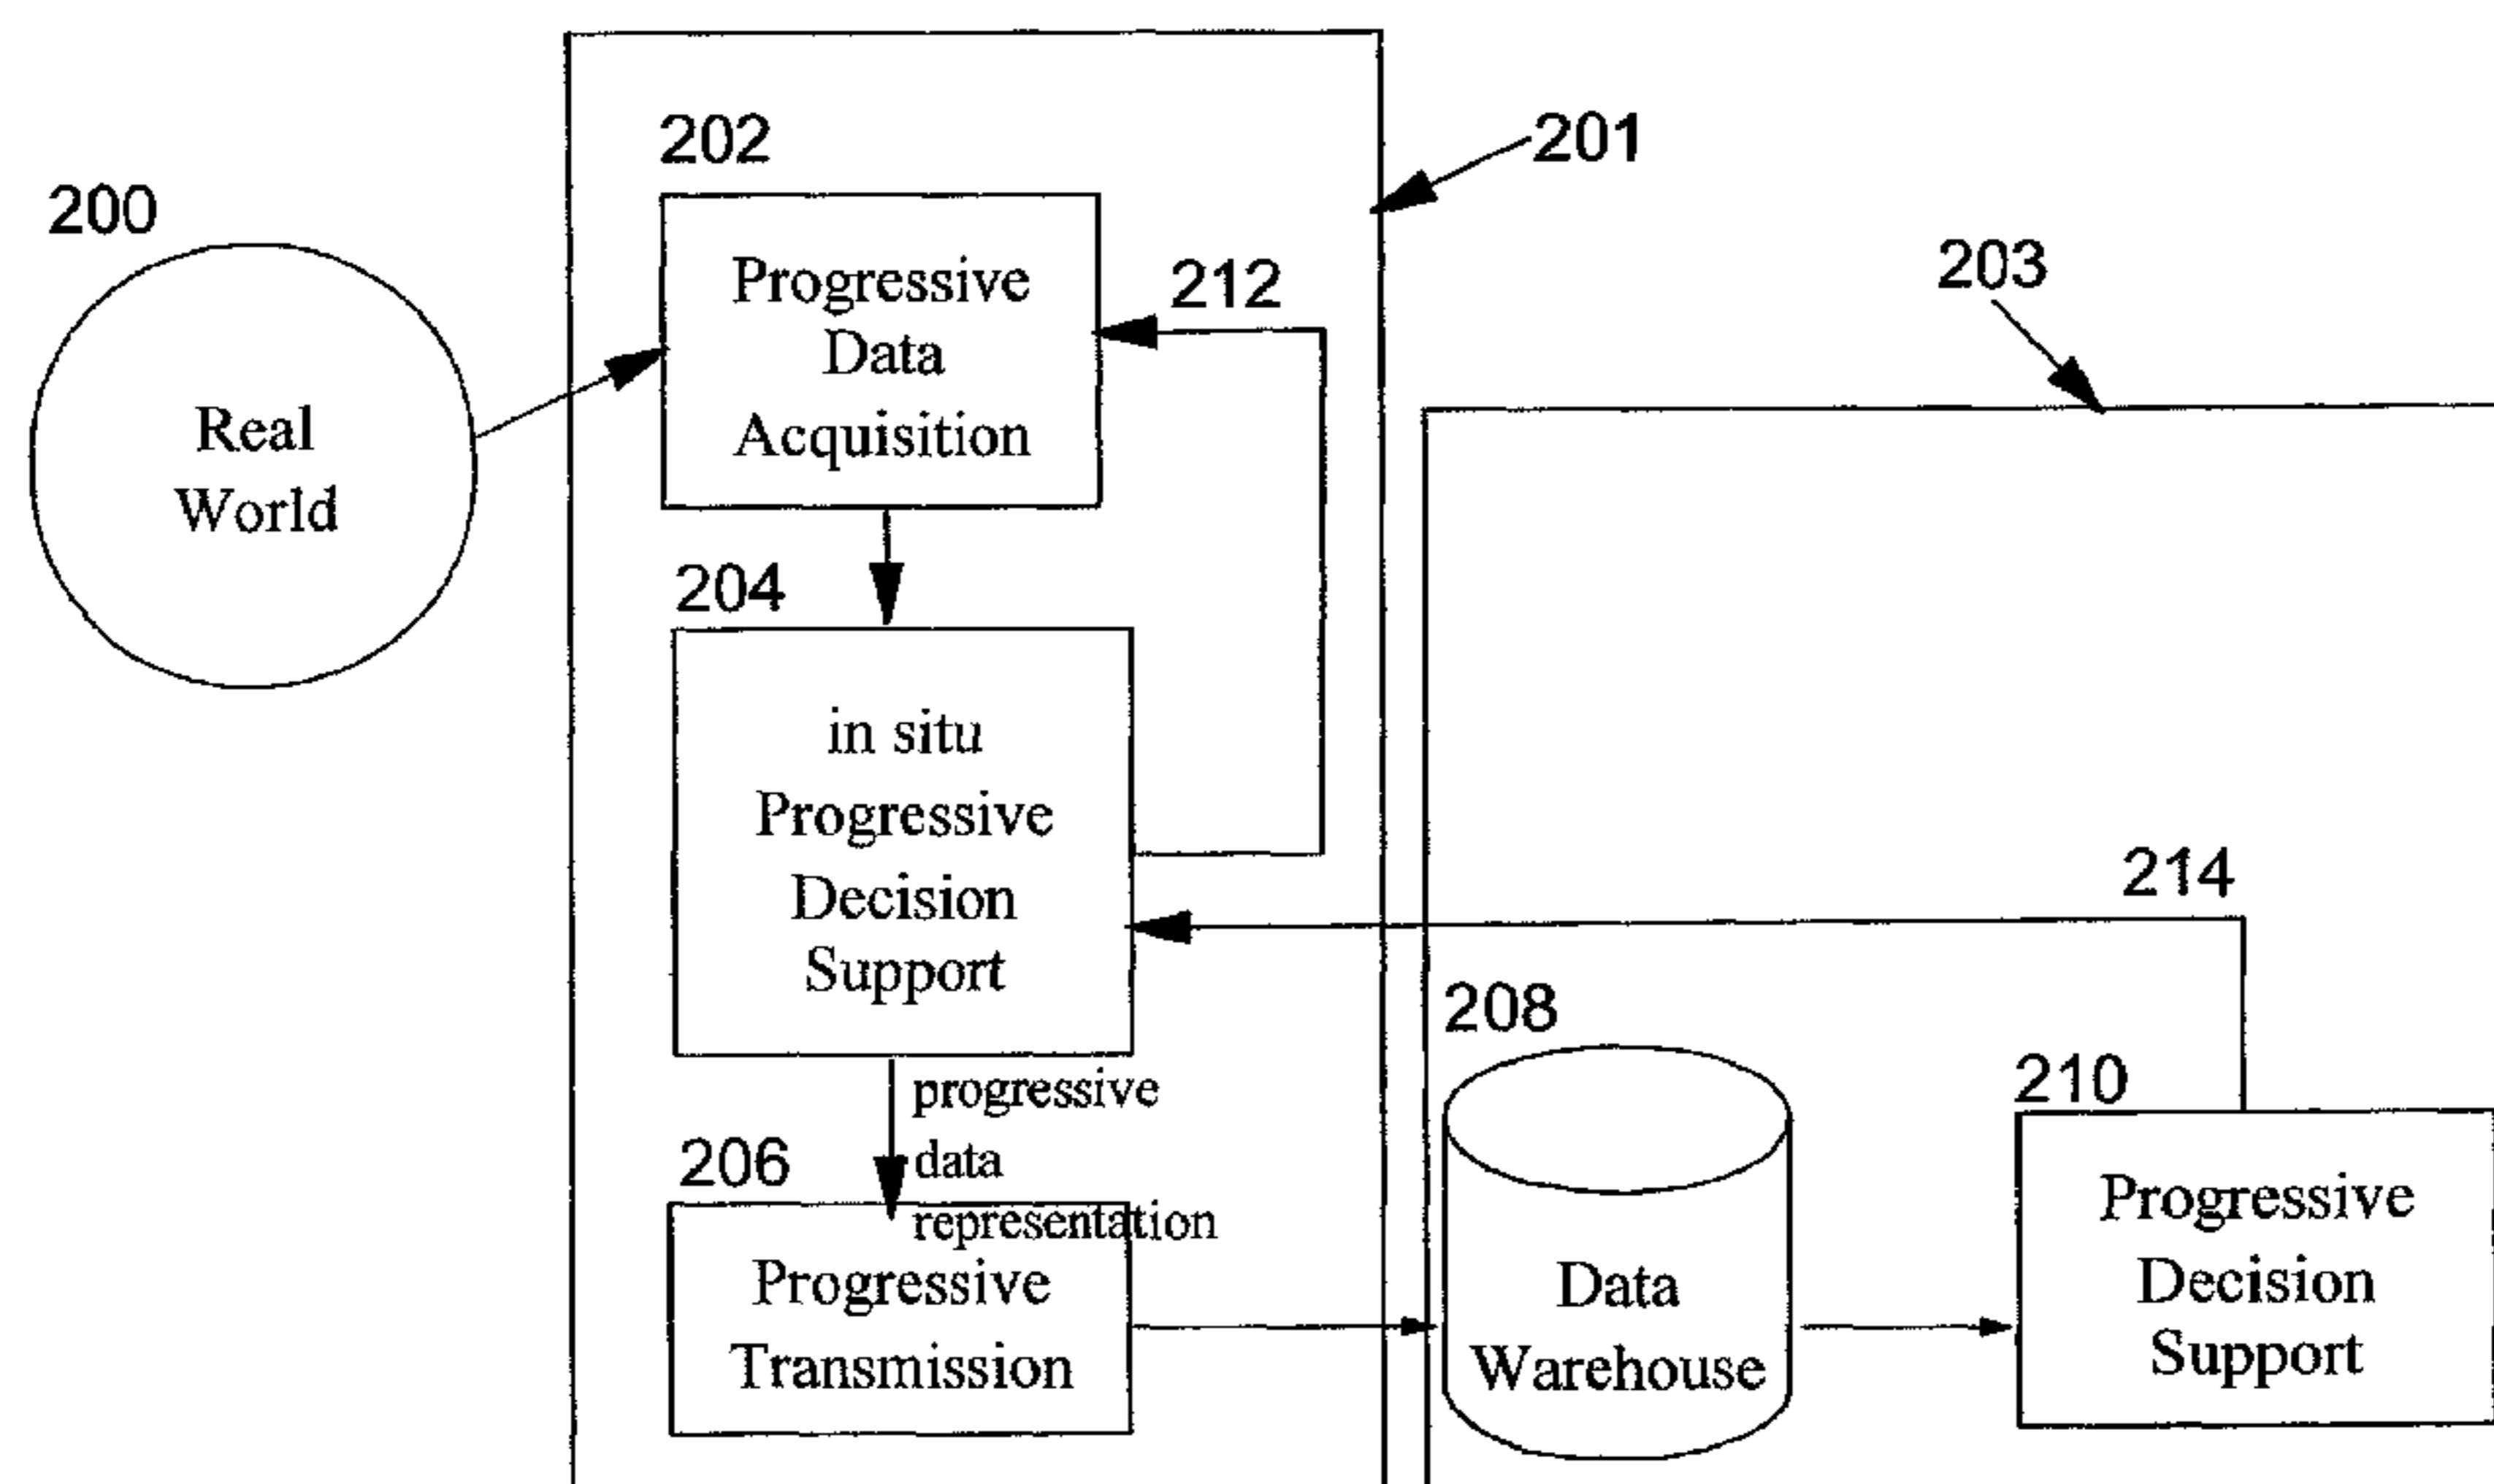 202
201
200
Progressive
Data
Acquisition
212
203
Real
World
204
in situ
Progressive
Decision
Support
214
208
210
progressive
data
representation
206
Progressive
Transmission
Data
Warehouse
Progressive
Decision
Support